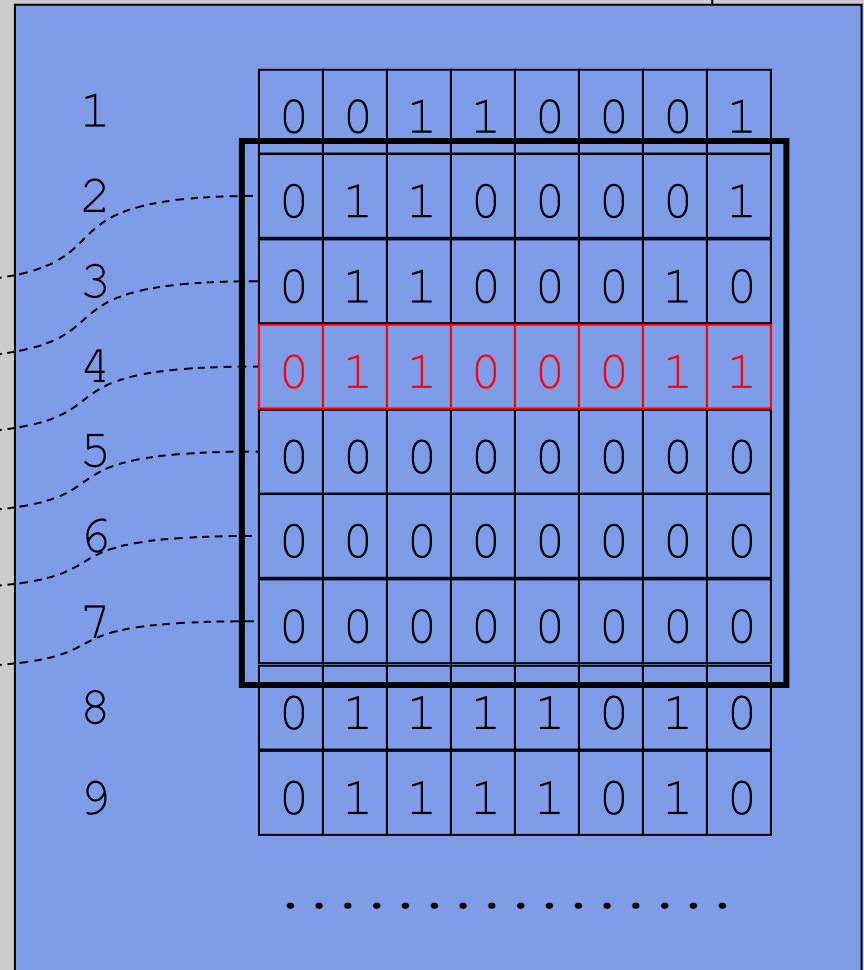 1 0 0 1 1 0 0 0 1
2 0 1 1 0 0 0 0 1
3 0 1 1 0 0 0 1 0
4 0 1 1 0 0 0 1 1
5 0 0 0 0 0 0 0 0
6 0 0 0 0 0 0 0 0
7 0 0 0 0 0 0 0 0
8 0 1 1 1 1 0 1 0
9 0 1 1 1 1 0 1 0
................